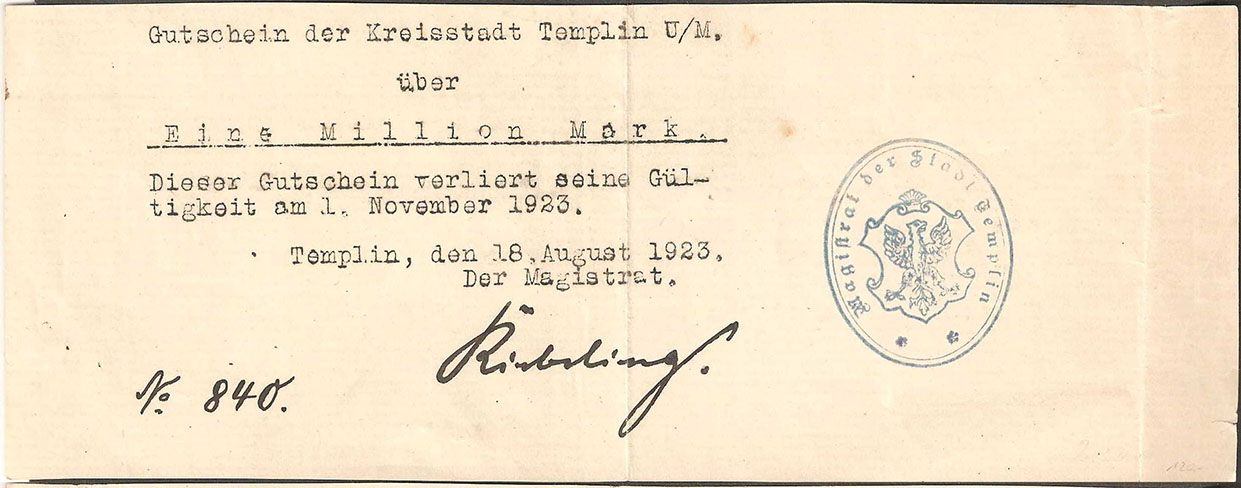 Gutschein der Kreisstadt Templin U/M.
über
Eine Million Mark.
Dieser Gutschein verliert seine Gül-
tigkeit am 1. November 1923.
Templin, den 18.August 1923.
Der Magistrat.
No 840.
Magistrat der Stadt Templin